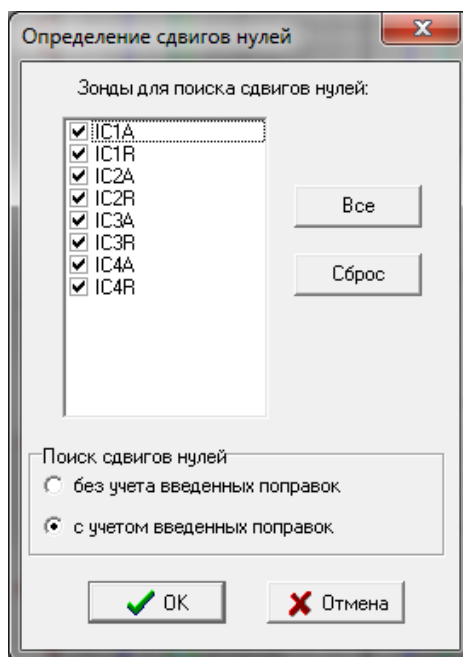 Определение сдвигов нулей
Зонды для поиска сдвигов нулей:
IC1A
IC1R
IC2A
IC2R
IC3A
IC3R
IC4A
IC4R
Все
Сброс
Поиск сдвигов нулей
без учета введенных поправок
с учетом введенных поправок
OK
Отмена